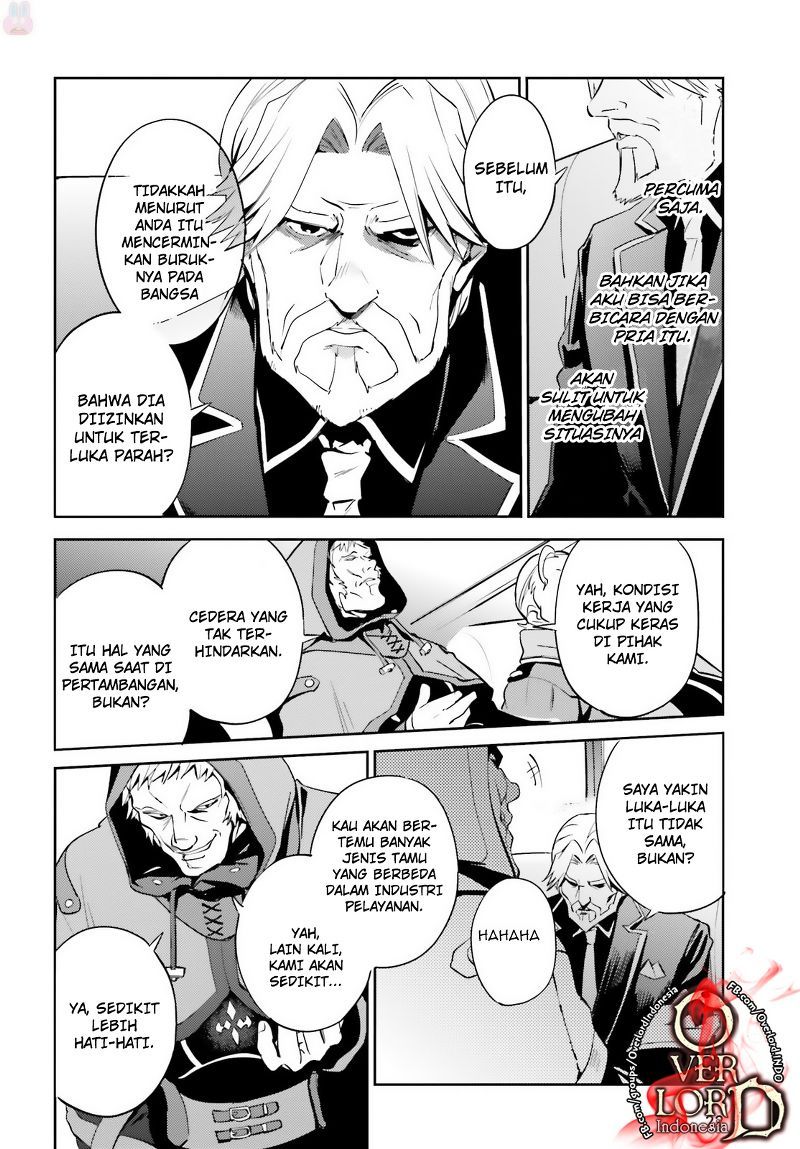 PERCUMA
SAJA.
BAHKAN JIKA
AKU BISA BER-
BICARA DENGAN
PRIA ITU.
AKAN
SULIT UNTUK
MENGUBAH
SITUASINYA
SEBELUM
ITU,
TIDAKKAH
MENURUT
ANDA ITU
MENCERMIN-
KAN BURUK-
NYA PADA
BANGSA
BAHWA DIA
DIIZINKAN
UNTUK TER-
LUKA PARAH?
YAH, KONDISI
KERJA YANG
CUKUP KERAS
DI PIHAK
KAMI.
CEDERA YANG
TAK TER-
HINDARKAN.
ITU HAL YANG
SAMA SAAT DI
PERTAMBANGAN,
BUKAN?
SAYA YAKIN
LUKA-LUKA
ITU TIDAK
SAMA,
BUKAN?
HAHAHA
KAU AKAN BER-
TEMU BANYAK
JENIS TAMU
YANG BERBEDA
DALAM INDUSTRI
PELAYANAN.
YAH,
LAIN KALI,
KAMI AKAN
SEDIKIT...
YA, SEDIKIT
LEBIH
HATI-HATI.
OVERLORD
Indonesia
FB.com/OverlordIndonesia
FB.com/groups/Overlord.INDO